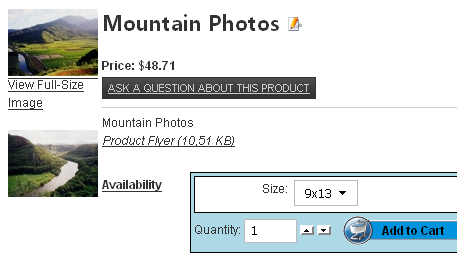 Mountain Photos
Price: $48.71
View Full-Size
Image
ASK A QUESTION ABOUT THIS PRODUCT
Mountain Photos
Product Flyer (10,51 KB)
Availability
Size: 9x13
Quantity: 1 Add to Cart